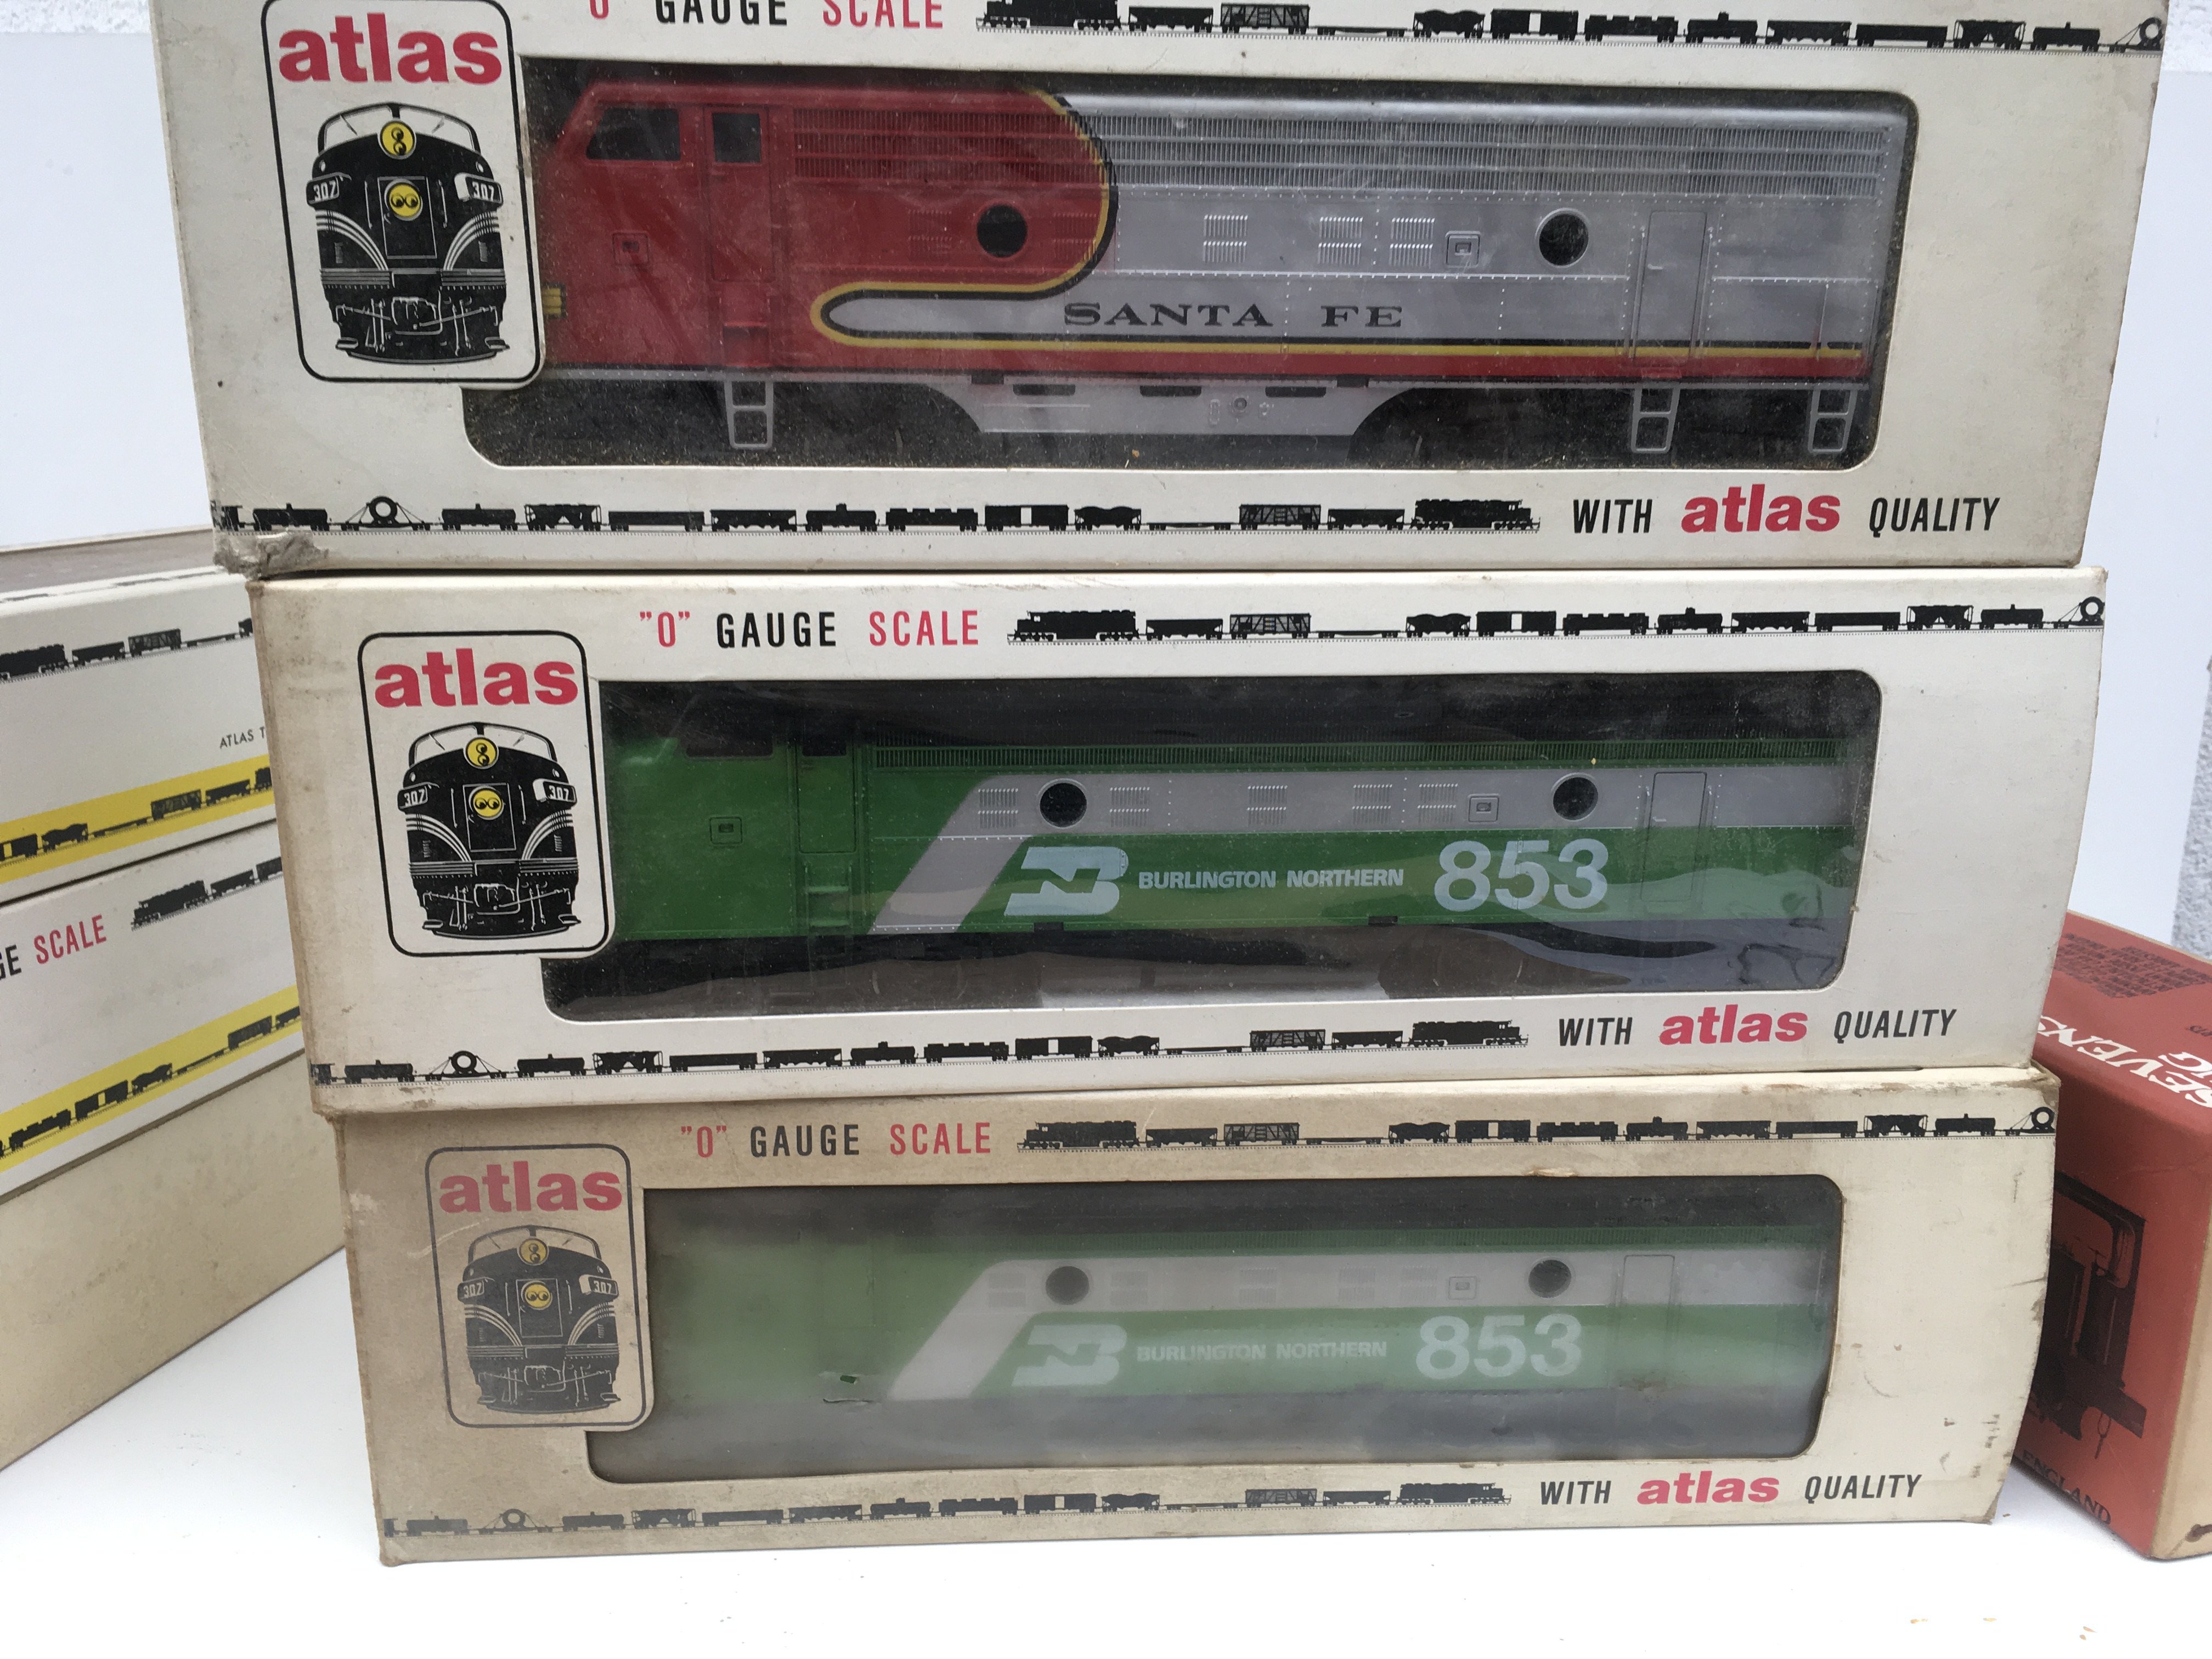 "O" GAUGE SCALE
atlas
307 307
SANTA FE
WITH atlas QUALITY
"O" GAUGE SCALE
atlas
307 307
BURLINGTON NORTHERN 853
WITH atlas QUALITY
"O" GAUGE SCALE
atlas
307 307
BURLINGTON NORTHERN 853
WITH atlas QUALITY
ATLAS T
GE SCALE
ENGLAND